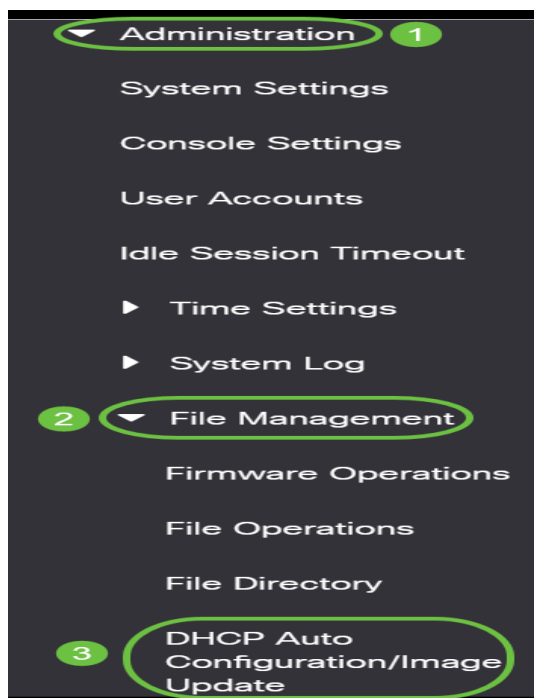 Administration 1
System Settings
Console Settings
User Accounts
Idle Session Timeout
Time Settings
System Log
2 File Management
Firmware Operations
File Operations
File Directory
3 DHCP Auto
Configuration/Image
Update